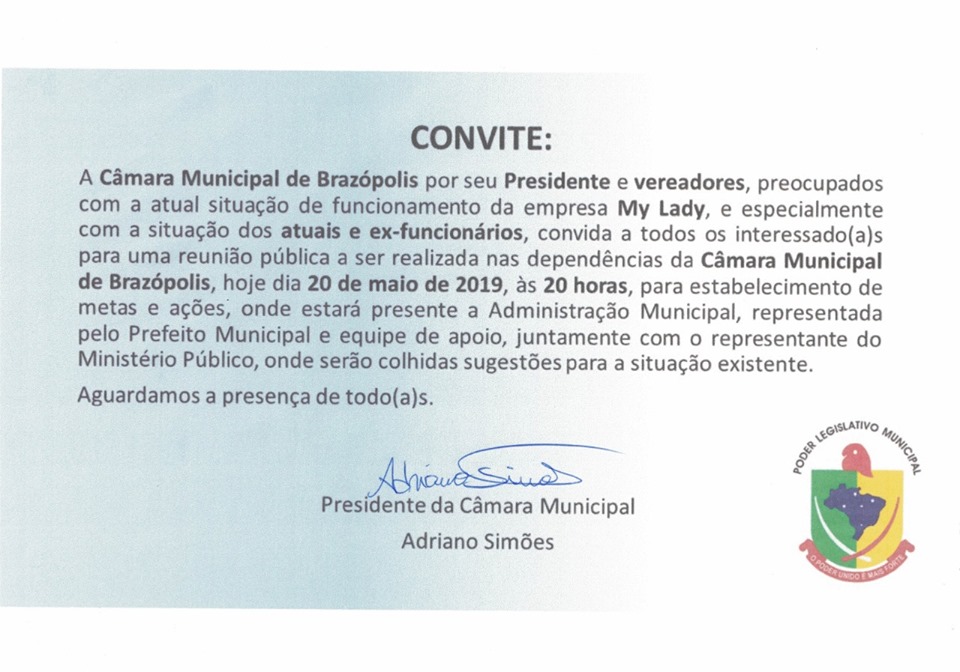 CONVITE:
A Câmara Municipal de Brazópolis por seu Presidente e vereadores, preocupados
com a atual situação de funcionamento da empresa My Lady, e especialmente
com a situação dos atuais e ex-funcionários, convida a todos os interessado(a)s
para uma reunião pública a ser realizada nas dependências da Câmara Municipal
de Brazópolis, hoje dia 20 de maio de 2019, às 20 horas, para estabelecimento de
metas e ações, onde estará presente a Administração Municipal, representada
pelo Prefeito Municipal e equipe de apoio, juntamente com o representante do
Ministério Público, onde serão colhidas sugestões para a situação existente.
Aguardamos a presença de todo(a)s.
Adriano Simões
Presidente da Câmara Municipal
Adriano Simões
PODER LEGISLATIVO MUNICIPAL
O PODER UNIDO É MAIS FORTE